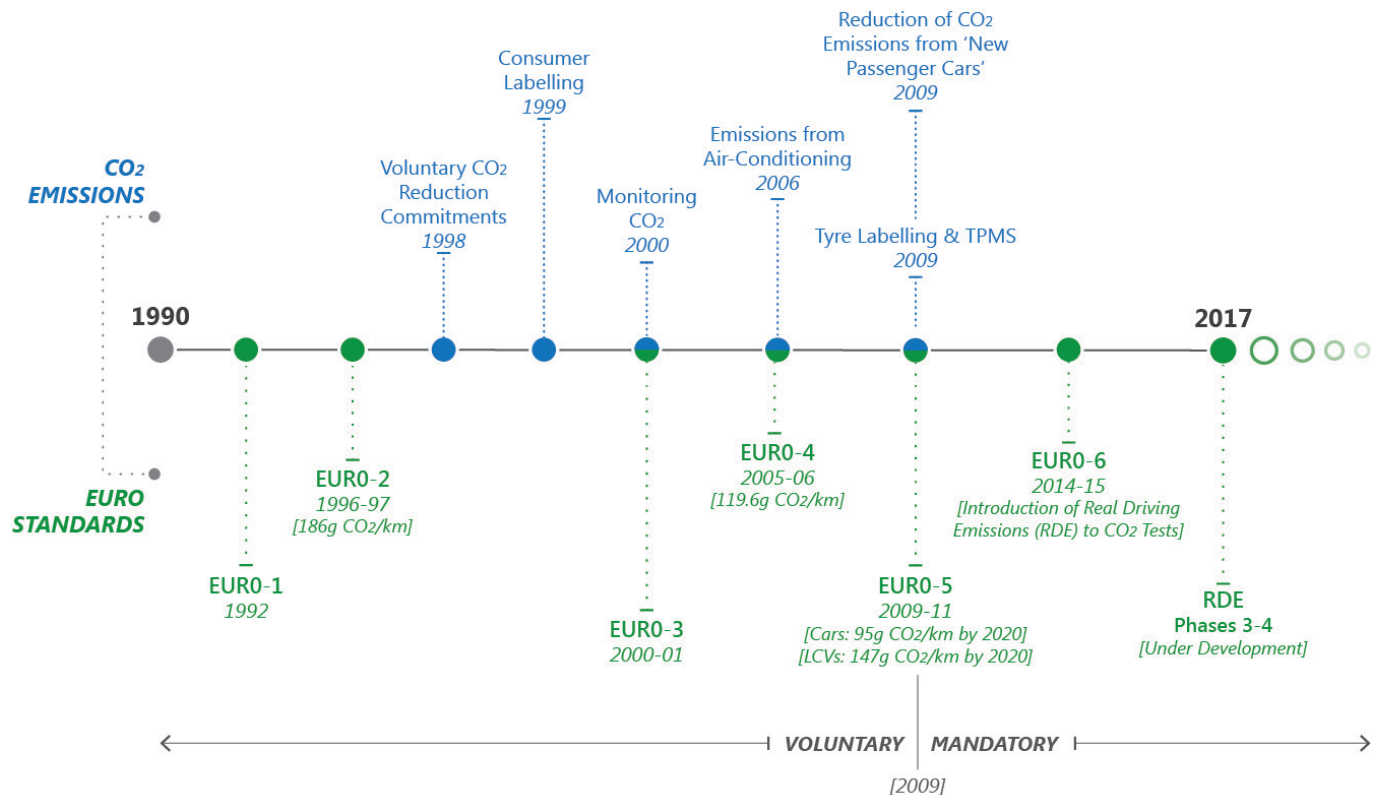 Reduction of CO2
Emissions from ‘New
Passenger Cars’
2009
Consumer
Labelling
1999
Emissions from
Air-Conditioning
2006
Voluntary CO2
Reduction
Commitments
1998
Monitoring
CO2
2000
Tyre Labelling & TPMS
2009
CO2
EMISSIONS
1990
2017
EURO
STANDARDS
EUR0-1
1992
EUR0-2
1996-97
[186g CO2/km]
EUR0-3
2000-01
EUR0-4
2005-06
[119.6g CO2/km]
EUR0-5
2009-11
[Cars: 95g CO2/km by 2020]
[LCVs: 147g CO2/km by 2020]
EUR0-6
2014-15
[Introduction of Real Driving
Emissions (RDE) to CO2 Tests]
RDE
Phases 3-4
[Under Development]
VOLUNTARY
MANDATORY
[2009]